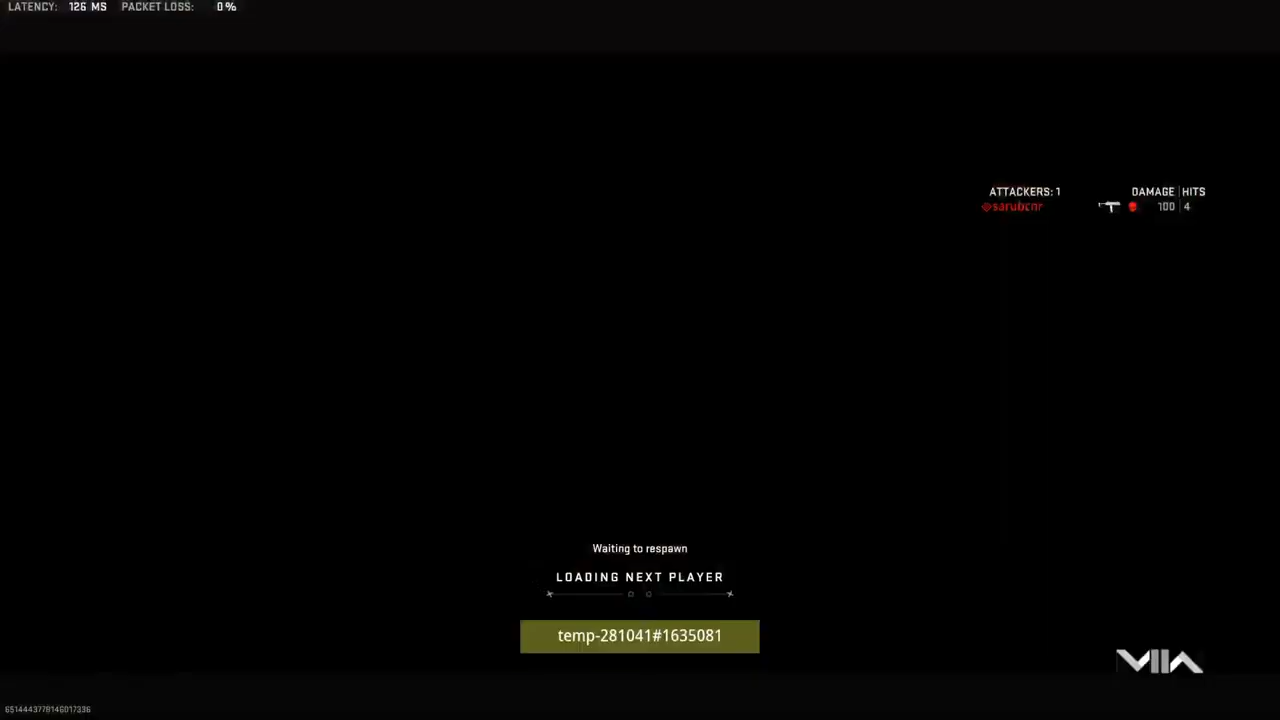 LATENCY: 126 MS PACKET LOSS: 0%
ATTACKERS: 1 DAMAGE HITS
100 4
Waiting to respawn
LOADING NEXT PLAYER
temp-281041#1635081